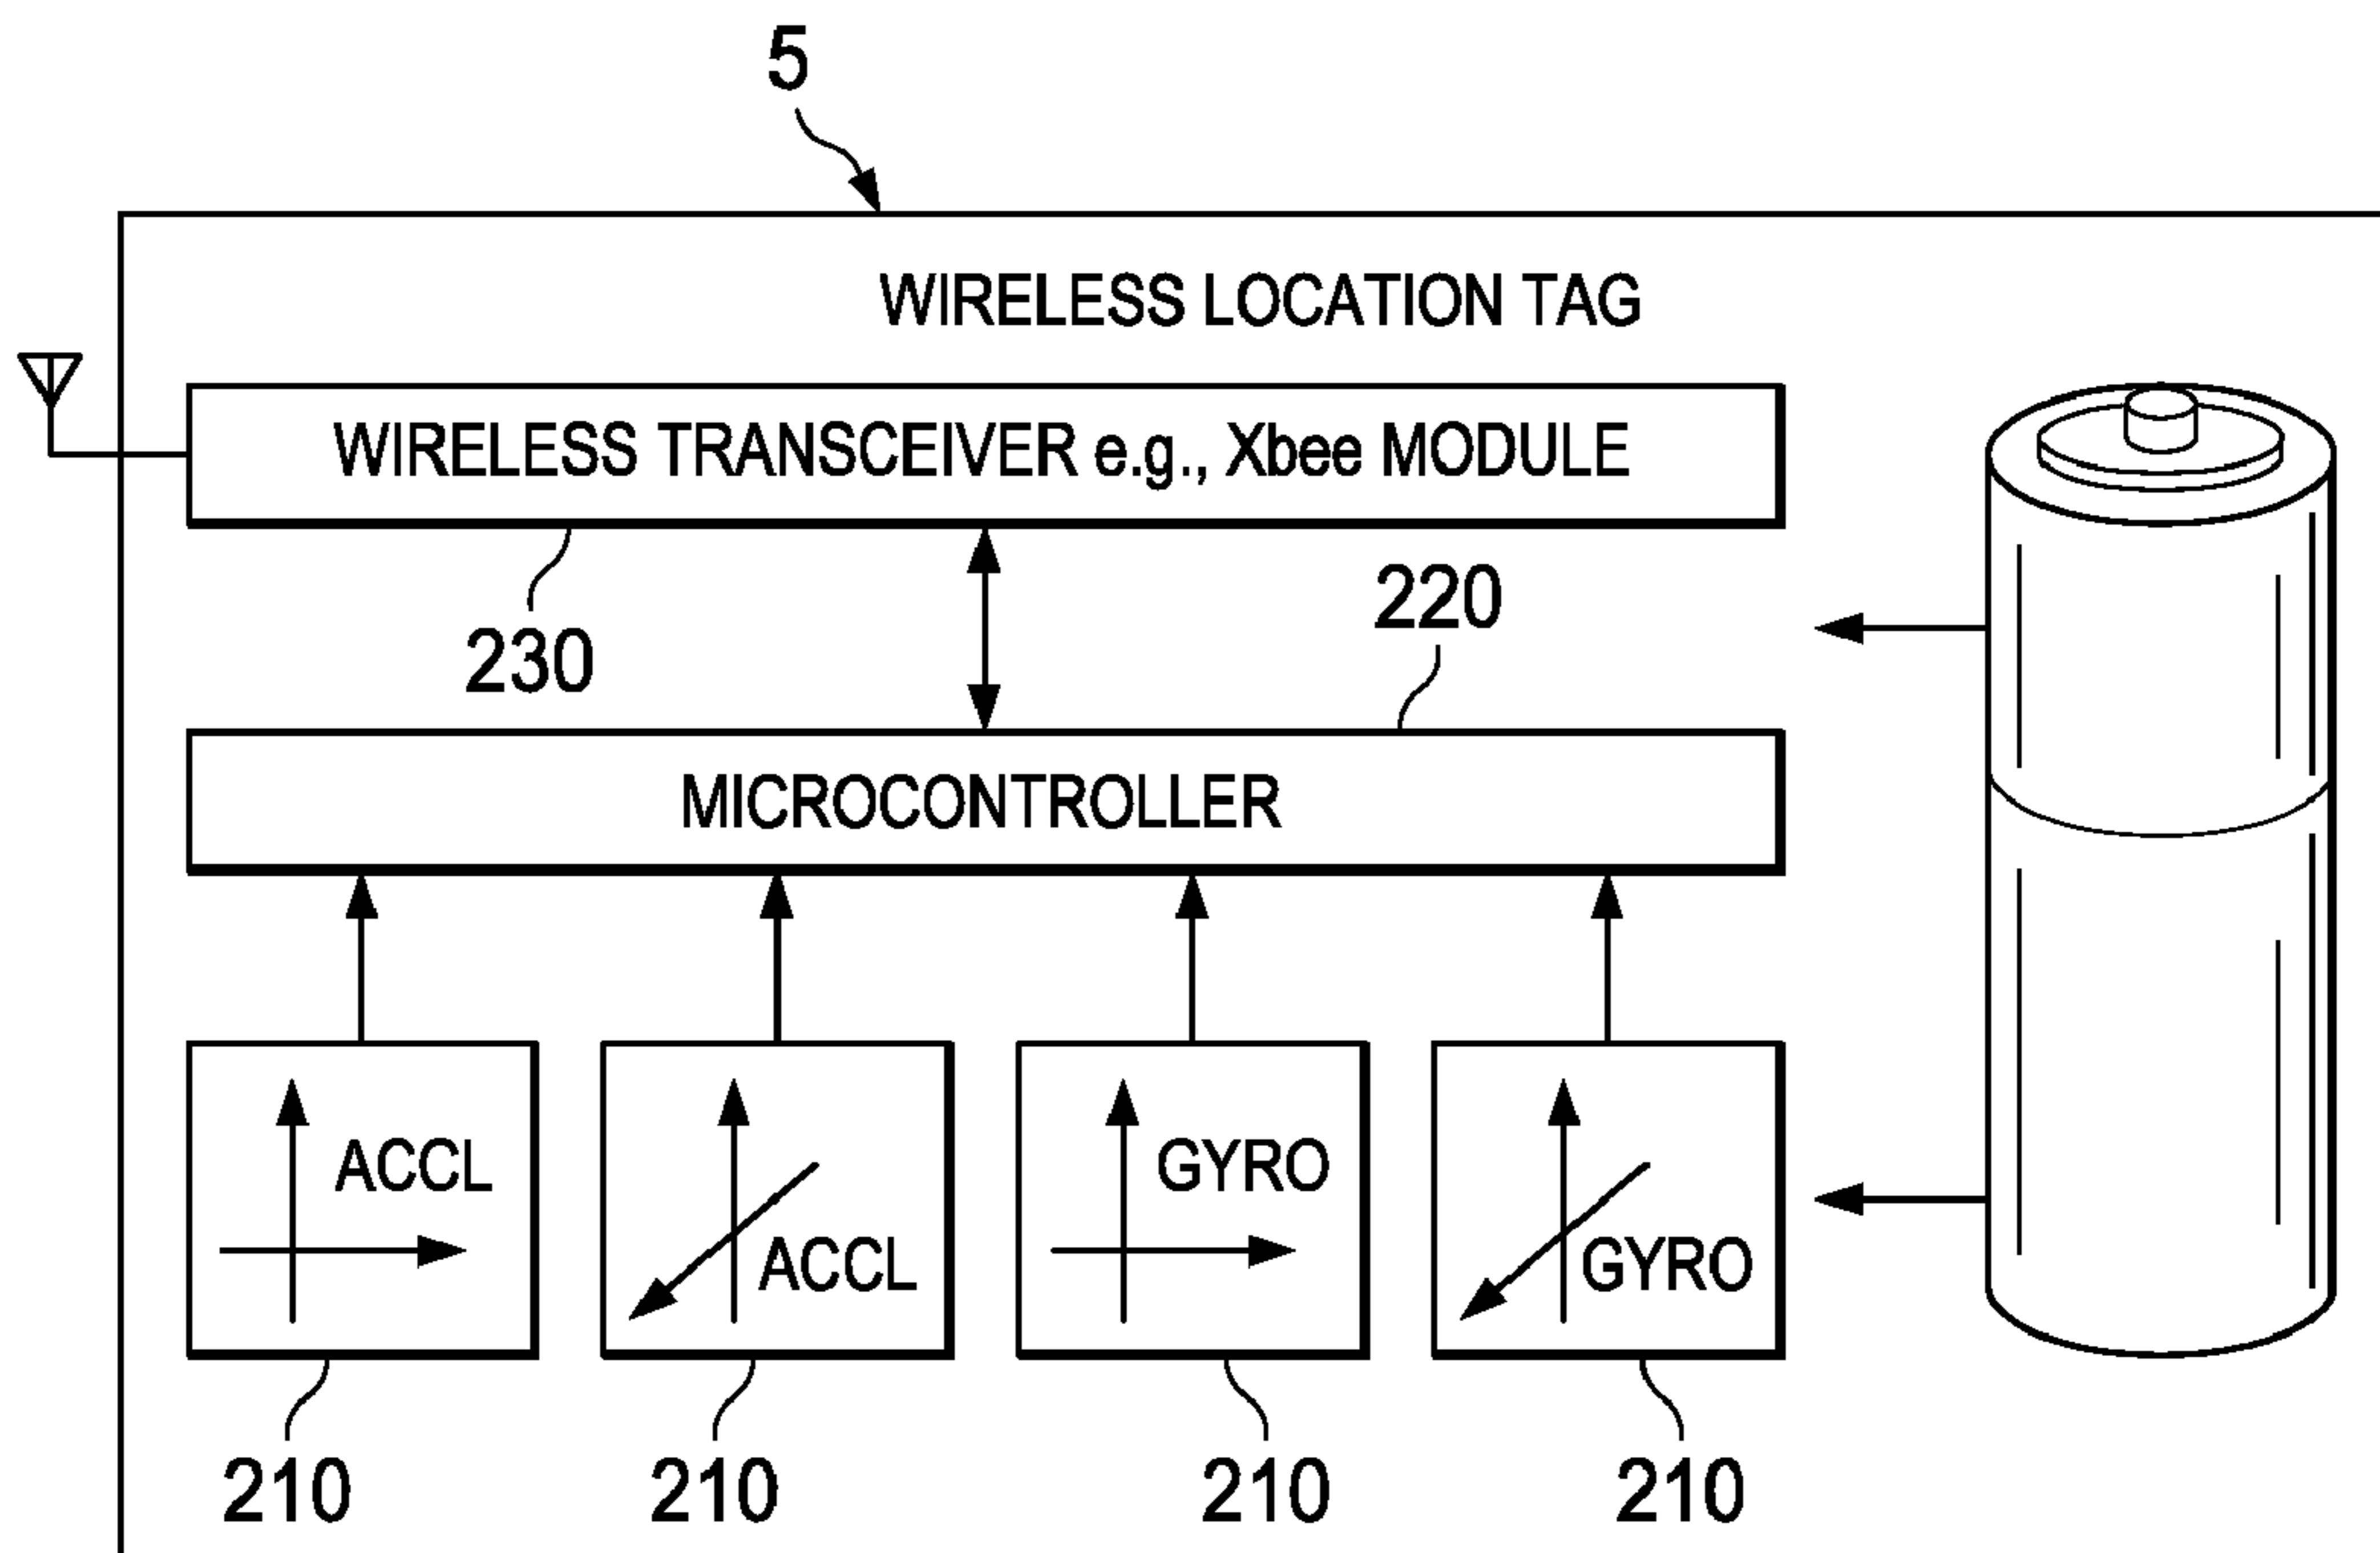 5
WIRELESS LOCATION TAG
WIRELESS TRANSCEIVER e.g., Xbee MODULE
230
220
MICROCONTROLLER
ACCL
ACCL
GYRO
GYRO
210
210
210
210